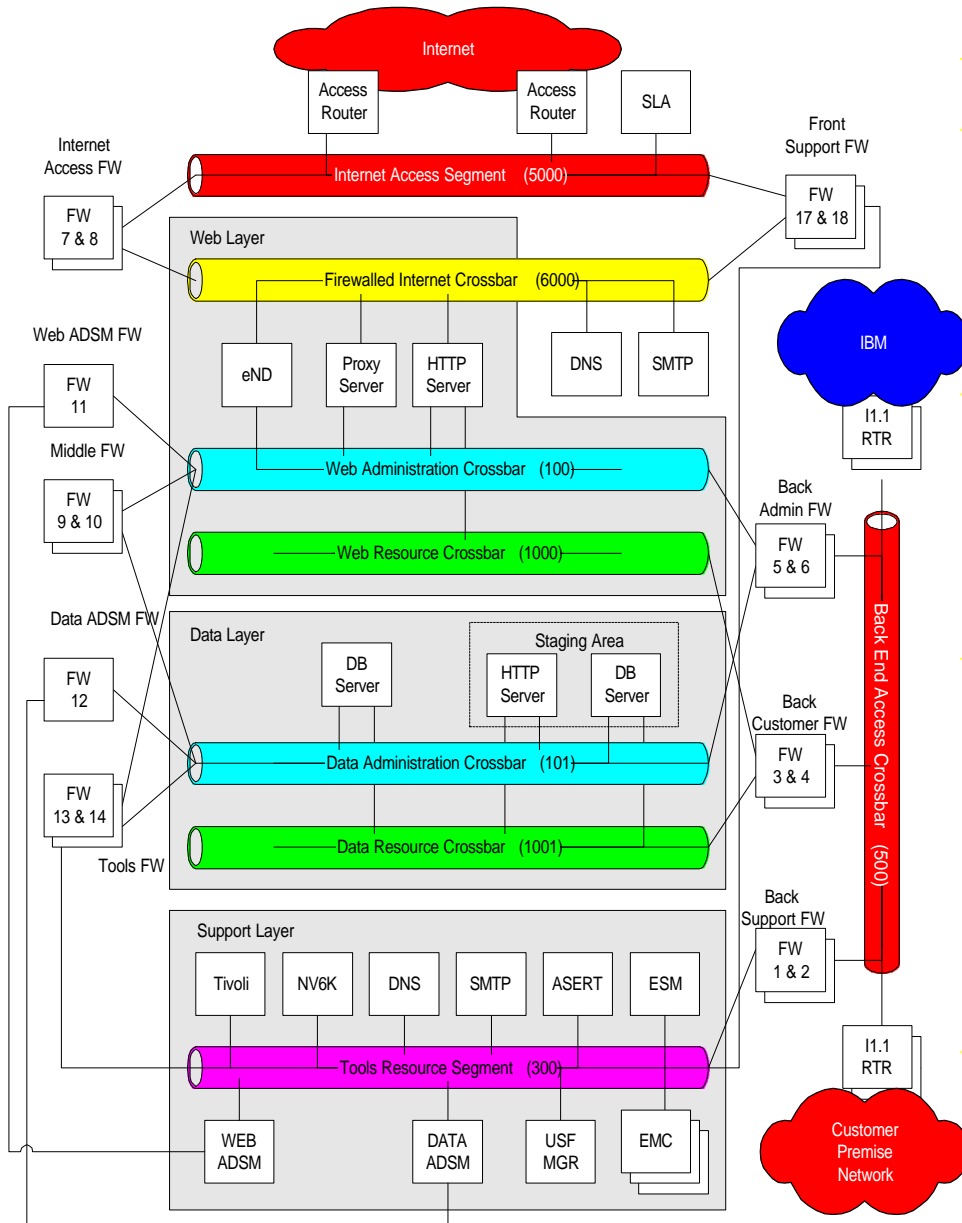 Internet
Access
Router
Access
Router
SLA
Internet
Access FW
Front
Support FW
Internet Access Segment (5000)
FW
7 & 8
FW
17 & 18
Web Layer
Firewalled Internet Crossbar (6000)
Web ADSM FW
eND
Proxy
Server
HTTP
Server
DNS
SMTP
IBM
FW
11
I1.1
RTR
Middle FW
Web Administration Crossbar (100)
FW
9 & 10
Back
Admin FW
Web Resource Crossbar (1000)
FW
5 & 6
Data ADSM FW
Data Layer
Staging Area
DB
Server
HTTP
Server
DB
Server
FW
12
Back
Customer FW
Data Administration Crossbar (101)
FW
3 & 4
FW
13 & 14
Back End Access Crossbar
(500)
Tools FW
Data Resource Crossbar (1001)
Back
Support FW
Support Layer
FW
1 & 2
Tivoli
NV6K
DNS
SMTP
ASERT
ESM
Tools Resource Segment (300)
I1.1
RTR
WEB
ADSM
DATA
ADSM
USF
MGR
EMC
Customer
Premise
Network